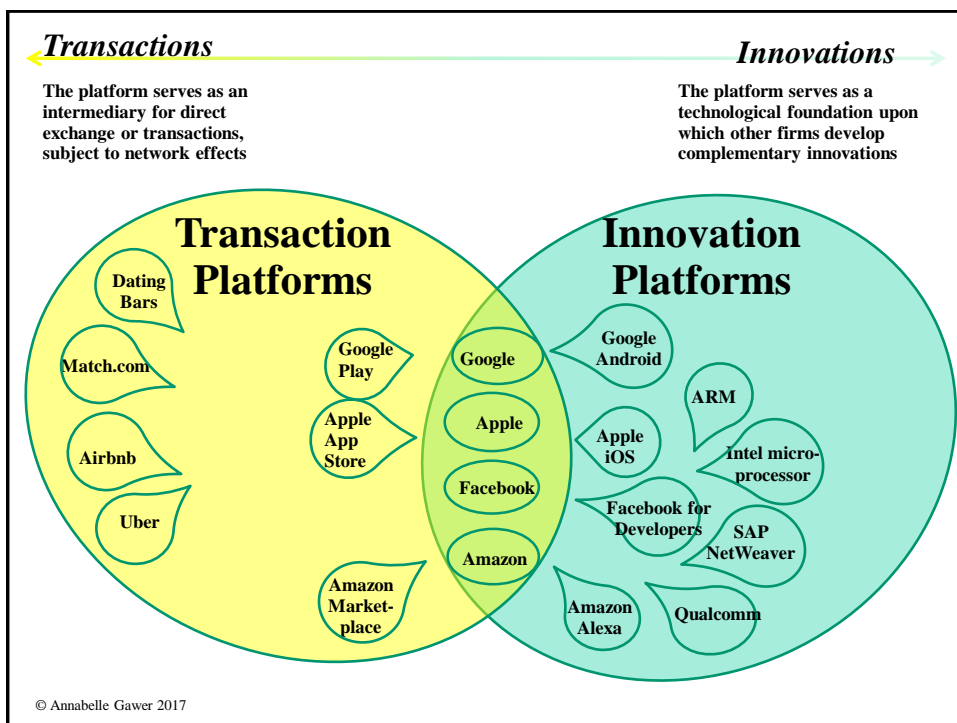 Transactions
Innovations
The platform serves as an
intermediary for direct
exchange or transactions,
subject to network effects
The platform serves as a
technological foundation upon
which other firms develop
complementary innovations
Transaction
Platforms
Innovation
Platforms
Dating
Bars
Match.com
Airbnb
Uber
Google
Play
Apple
App
Store
Amazon
Market-
place
Google
Apple
Facebook
Amazon
Google
Android
Apple
iOS
Facebook for
Developers
Amazon
Alexa
ARM
Intel micro-
processor
SAP
NetWeaver
Qualcomm
© Annabelle Gawer 2017